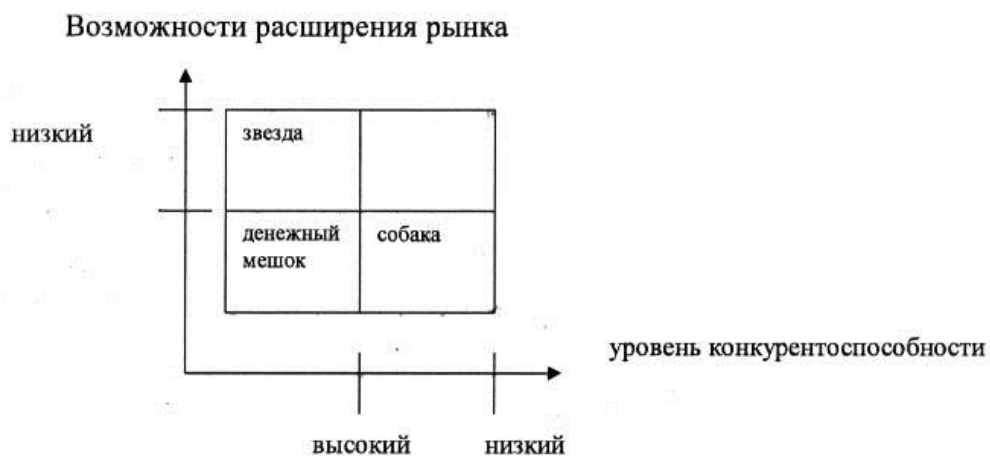 Возможности расширения рынка
низкий
звезда
денежный
мешок
собака
уровень конкурентоспособности
высокий
низкий